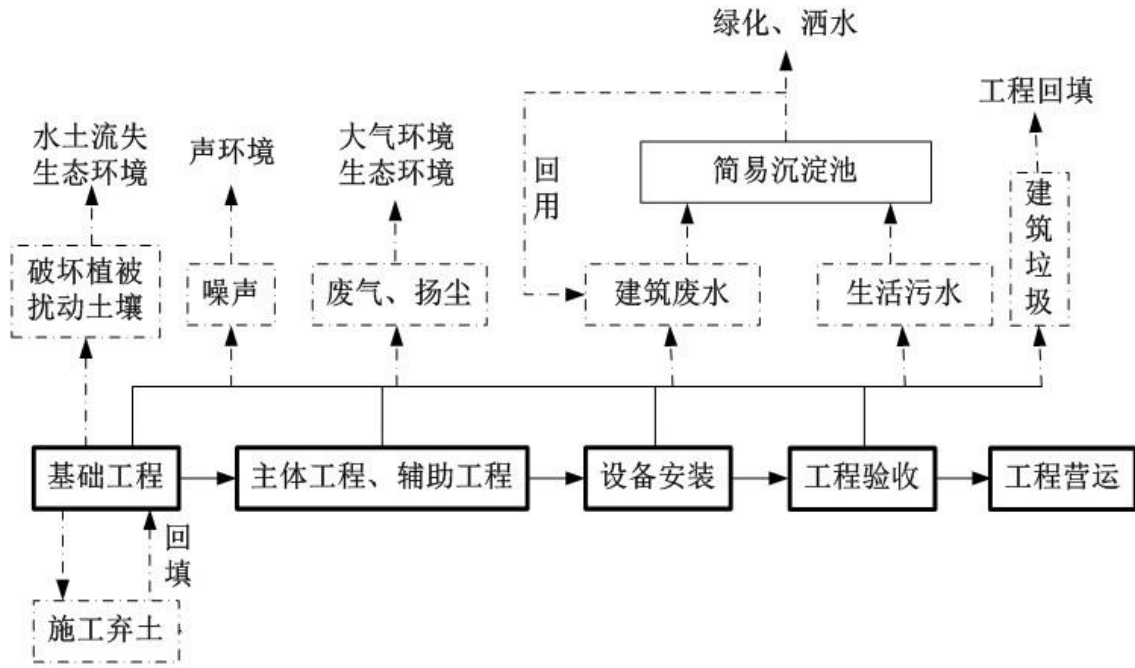 绿化、洒水
工程回填
水土流失
生态环境
声环境
大气环境
生态环境
回用
简易沉淀池
建筑垃圾
破坏植被
扰动土壤
噪声
废气、扬尘
建筑废水
生活污水
基础工程
主体工程、辅助工程
设备安装
工程验收
工程营运
回填
施工弃土